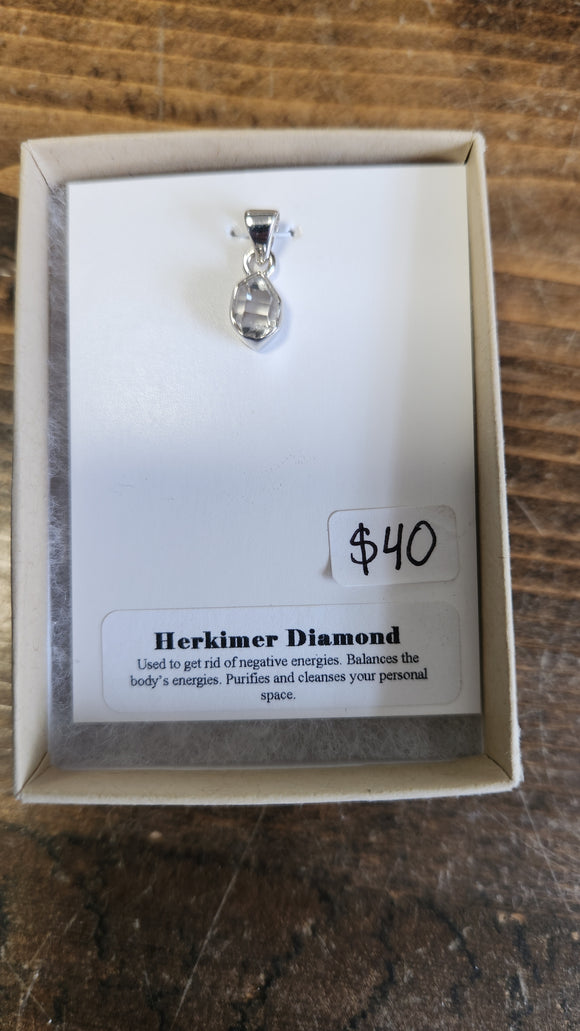 $40
Herkimer Diamond
Used to get rid of negative energies. Balances the
body's energies. Purifies and cleanses your personal
space.